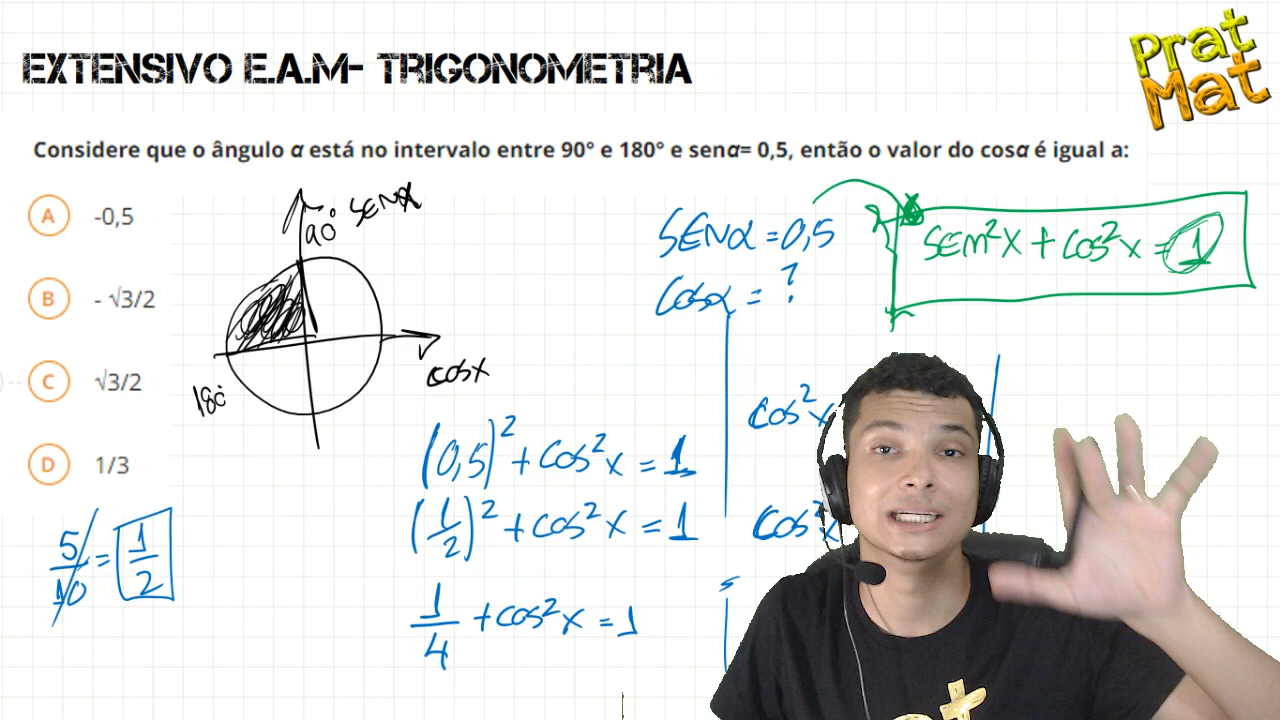 EXTENSIVO E.A.M- TRIGONOMETRIA
Prat
Mat
Considere que o ângulo α está no intervalo entre 90° e 180° e senα= 0,5, então o valor do cosα é igual a:
A -0,5
B - √3/2
C √3/2
D 1/3
90° SENX
180°
COSX
5/10 = 1/2
SENα = 0,5
COSα = ?
SEN²X + COS²X = 1
(0,5)² + COS²X = 1
(1/2)² + COS²X = 1
1/4 + COS²X = 1
COS²X
COS²X